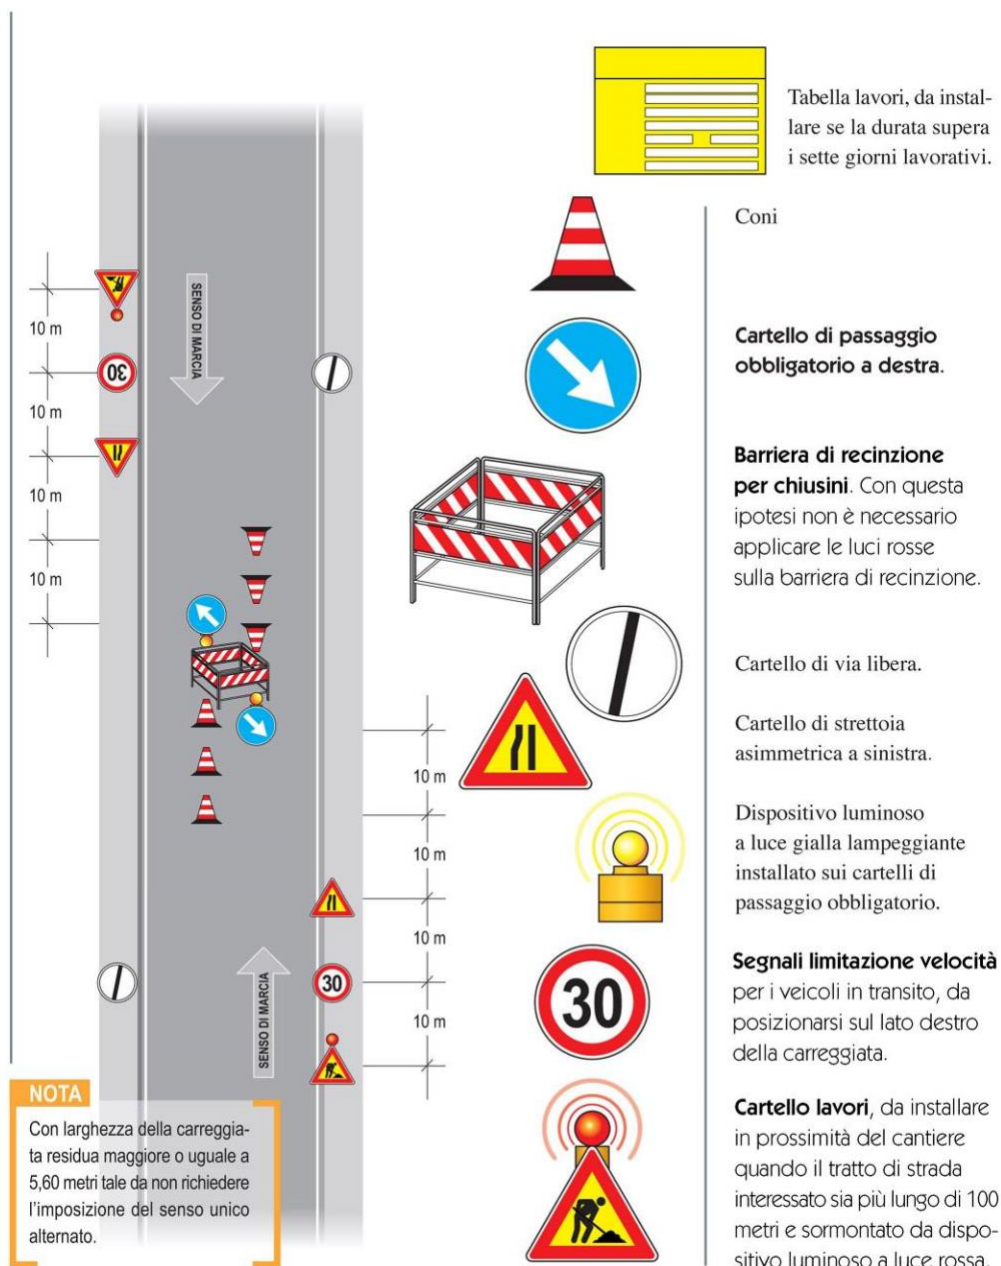 Tabella lavori, da instal-
lare se la durata supera
i sette giorni lavorativi.
Coni
Cartello di passaggio
obbligatorio a destra.
Barriera di recinzione
per chiusini. Con questa
ipotesi non è necessario
applicare le luci rosse
sulla barriera di recinzione.
Cartello di via libera.
Cartello di strettoia
asimmetrica a sinistra.
Dispositivo luminoso
a luce gialla lampeggiante
installato sui cartelli di
passaggio obbligatorio.
Segnali limitazione velocità
per i veicoli in transito, da
posizionarsi sul lato destro
della carreggiata.
Cartello lavori, da installare
in prossimità del cantiere
quando il tratto di strada
interessato sia più lungo di 100
metri e sormontato da dispo-
sitivo luminoso a luce rossa.
10 m
10 m
10 m
10 m
30
SENSO DI MARCIA
10 m
10 m
10 m
10 m
30
SENSO DI MARCIA
30
NOTA
Con larghezza della carreggia-
ta residua maggiore o uguale a
5,60 metri tale da non richiedere
l'imposizione del senso unico
alternato.